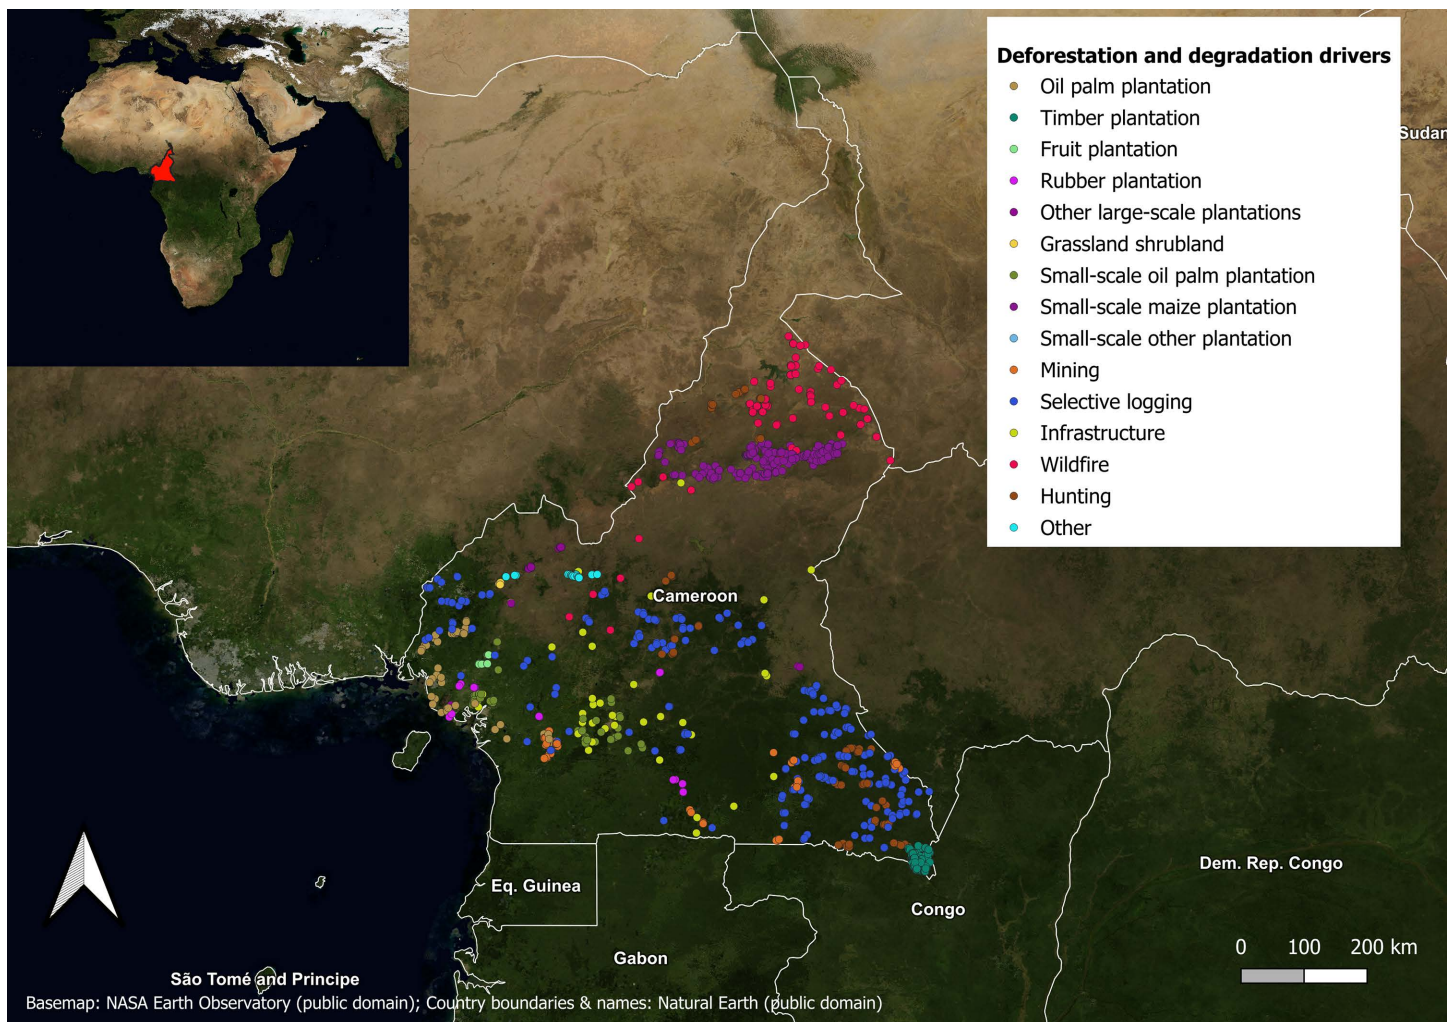 Deforestation and degradation drivers
Oil palm plantation
Timber plantation
Fruit plantation
Rubber plantation
Other large-scale plantations
Grassland shrubland
Small-scale oil palm plantation
Small-scale maize plantation
Small-scale other plantation
Mining
Selective logging
Infrastructure
Wildfire
Hunting
Other
Sudan
Cameroon
Eq. Guinea
Gabon
Congo
Dem. Rep. Congo
São Tomé and Principe
0 100 200 km
Basemap: NASA Earth Observatory (public domain); Country boundaries & names: Natural Earth (public domain)